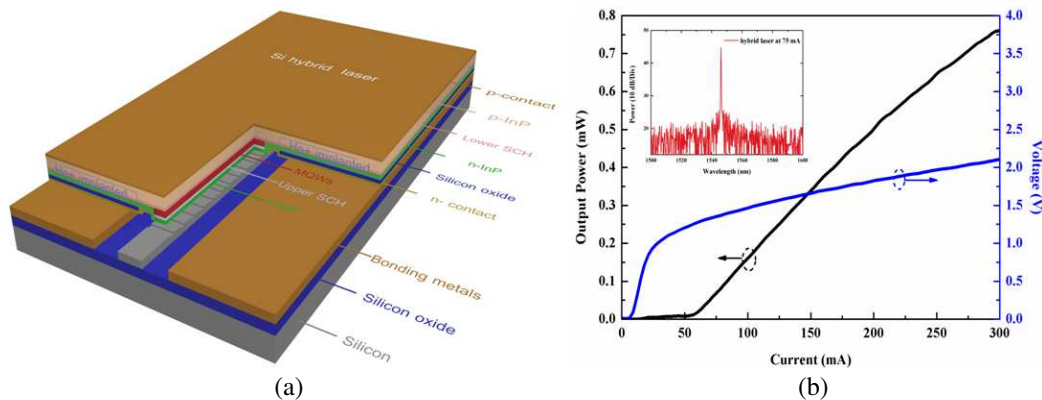 Si hybrid laser
p-contact
p-InP
Lower SCH
n-InP
Silicon oxide
n- contact
Bonding metals
Silicon oxide
Silicon
MQWs
Upper SCH
(a)
(b)
0.8
0.7
0.6
0.5
0.4
0.3
0.2
0.1
0.0
Output Power (mW)
0 50 100 150 200 250 300
Current (mA)
4.0
3.5
3.0
2.5
2.0
1.5
1.0
0.5
0.0
Voltage (V)
hybrid laser at 75 mA
Power (10 dB/Div)
50
40
30
20
1500 1520 1540 1560 1580 1600
Wavelength (nm)